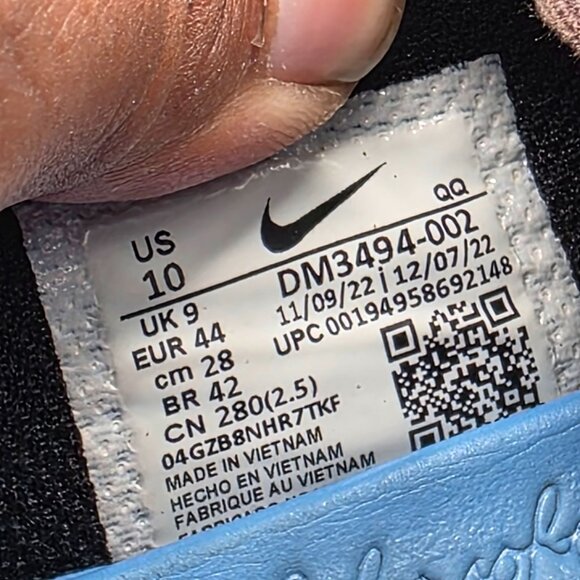 QQ
US
10
DM3494-002
11/09/22 | 12/07/22
UPC 00194958692148
UK 9
EUR 44
cm 28
BR 42
CN 280(2.5)
04GZB8NHR7TKF
MADE IN VIETNAM
HECHO EN VIETNAM
FABRIQUE AU VIETNAM